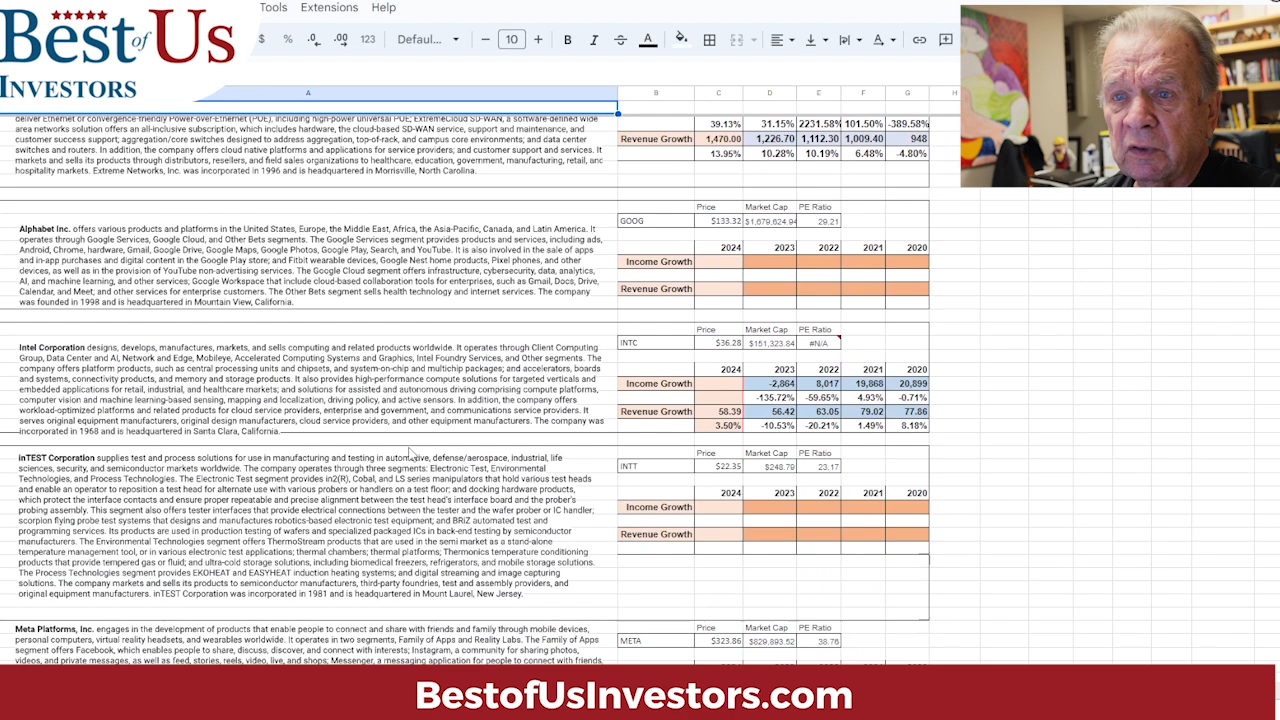 Best of Us
INVESTORS
Tools Extensions Help
$ % .0 .00 123 Defaul... 10 B I A
A B C D E F G H
deliver Ethernet or convergence-friendly Power-over-Ethernet (POE), including high-power universal POE; ExtremeCloud SD-WAN, a software-defined wide
area networks solution offers an all-inclusive subscription, which includes hardware, the cloud-based SD-WAN service, support and maintenance, and
customer success support; aggregation/core switches designed to address aggregation, top-of-rack, and campus core environments; and data center
switches and routers. In addition, the company offers cloud native platforms and applications for service providers; and customer support and services. It
markets and sells its products through distributors, resellers, and field sales organizations to healthcare, education, government, manufacturing, retail, and
hospitality markets. Extreme Networks, Inc. was incorporated in 1996 and is headquartered in Morrisville, North Carolina.
39.13% 31.15% 2231.58% 101.50% -389.58%
Revenue Growth 1,470.00 1,226.70 1,112.30 1,009.40 948
13.95% 10.28% 10.19% 6.48% -4.80%
Alphabet Inc. offers various products and platforms in the United States, Europe, the Middle East, Africa, the Asia-Pacific, Canada, and Latin America. It
operates through Google Services, Google Cloud, and Other Bets segments. The Google Services segment provides products and services, including ads,
Android, Chrome, hardware, Gmail, Google Drive, Google Maps, Google Photos, Google Play, Search, and YouTube. It is also involved in the sale of apps
and in-app purchases and digital content in the Google Play store; and Fitbit wearable devices, Google Nest home products, Pixel phones, and other
devices, as well as in the provision of YouTube non-advertising services. The Google Cloud segment offers infrastructure, cybersecurity, data, analytics,
AI, and machine learning, and other services; Google Workspace that include cloud-based collaboration tools for enterprises, such as Gmail, Docs, Drive,
Calendar, and Meet; and other services for enterprise customers. The Other Bets segment sells health technology and internet services. The company
was founded in 1998 and is headquartered in Mountain View, California.
Price Market Cap PE Ratio
GOOG $133.32 $1,679,624.94 29.21
2024 2023 2022 2021 2020
Income Growth
Revenue Growth
Intel Corporation designs, develops, manufactures, markets, and sells computing and related products worldwide. It operates through Client Computing
Group, Data Center and AI, Network and Edge, Mobileye, Accelerated Computing Systems and Graphics, Intel Foundry Services, and Other segments. The
company offers platform products, such as central processing units and chipsets, and system-on-chip and multichip packages; and accelerators, boards
and systems, connectivity products, and memory and storage products. It also provides high-performance compute solutions for targeted verticals and
embedded applications for retail, industrial, and healthcare markets; and solutions for assisted and autonomous driving comprising compute platforms,
computer vision and machine learning-based sensing, mapping and localization, driving policy, and active sensors. In addition, the company offers
workload-optimized platforms and related products for cloud service providers, enterprise and government, and communications service providers. It
serves original equipment manufacturers, original design manufacturers, cloud service providers, and other equipment manufacturers. The company was
incorporated in 1968 and is headquartered in Santa Clara, California.
Price Market Cap PE Ratio
INTC $36.28 $151,323.84 #N/A
2024 2023 2022 2021 2020
Income Growth -2,864 8,017 19,868 20,899
-135.72% -59.65% 4.93% -0.71%
Revenue Growth 58.39 56.42 63.05 79.02 77.86
3.50% -10.53% -20.21% 1.49% 8.18%
inTEST Corporation supplies test and process solutions for use in manufacturing and testing in automotive, defense/aerospace, industrial, life
sciences, security, and semiconductor markets worldwide. The company operates through three segments: Electronic Test, Environmental
Technologies, and Process Technologies. The Electronic Test segment provides in2(R), Cobal, and LS series manipulators that hold various test heads
and enable an operator to reposition a test head for alternate use with various probers or handlers on a test floor; and docking hardware products,
which protect the interface contacts and ensure proper repeatable and precise alignment between the test head's interface board and the prober's
probing assembly. This segment also offers tester interfaces that provide electrical connections between the tester and the wafer prober or IC handler;
scorpion flying probe test systems that designs and manufactures robotics-based electronic test equipment; and BRiZ automated test and
programming services. Its products are used in production testing of wafers and specialized packaged ICs in back-end testing by semiconductor
manufacturers. The Environmental Technologies segment offers ThermoStream products that are used in the semi market as a stand-alone
temperature management tool, or in various electronic test applications; thermal chambers; thermal platforms; Thermonics temperature conditioning
products that provide tempered gas or fluid; and ultra-cold storage solutions, including biomedical freezers, refrigerators, and mobile storage solutions.
The Process Technologies segment provides EKOHEAT and EASYHEAT induction heating systems; and digital streaming and image capturing
solutions. The company markets and sells its products to semiconductor manufacturers, third-party foundries, test and assembly providers, and
original equipment manufacturers. inTEST Corporation was incorporated in 1981 and is headquartered in Mount Laurel, New Jersey.
Price Market Cap PE Ratio
INTT $22.35 $248.79 23.17
2024 2023 2022 2021 2020
Income Growth
Revenue Growth
Meta Platforms, Inc. engages in the development of products that enable people to connect and share with friends and family through mobile devices,
personal computers, virtual reality headsets, and wearables worldwide. It operates in two segments, Family of Apps and Reality Labs. The Family of Apps
segment offers Facebook, which enables people to share, discuss, discover, and connect with interests; Instagram, a community for sharing photos,
videos, and private messages, as well as feed, stories, reels, video, live, and shops; Messenger, a messaging application for people to connect with friends,
Price Market Cap PE Ratio
META $323.86 $829,893.52 38.76
BestofUsInvestors.com